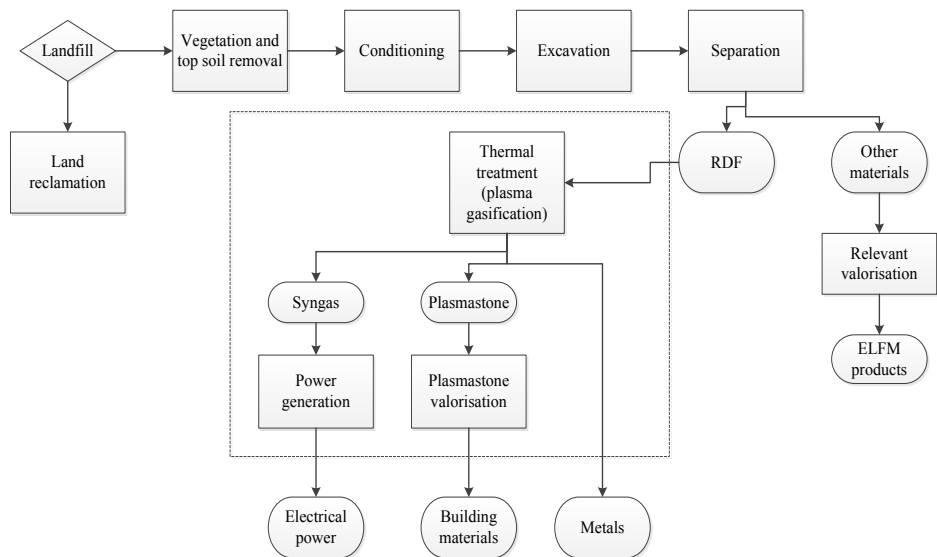 Landfill
Vegetation and
top soil removal
Conditioning
Excavation
Separation
Land
reclamation
Thermal
treatment
(plasma
gasification)
RDF
Other
materials
Relevant
valorisation
Syngas
Plasmastone
ELFM
products
Power
generation
Plasmastone
valorisation
Electrical
power
Building
materials
Metals